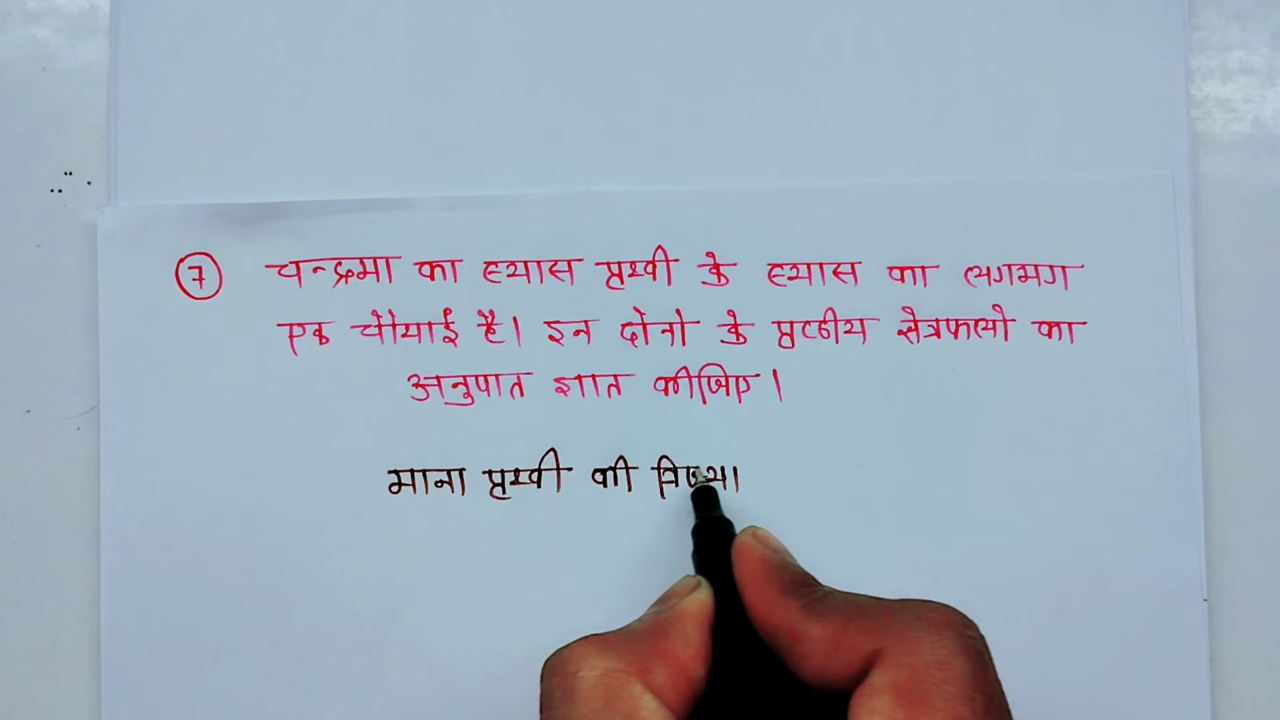 7 चन्द्रमा का व्यास पृथ्वी के व्यास का लगभग
एक चौथाई है। इन दोनो के पृष्ठीय क्षेत्रफलो का
अनुपात ज्ञात कीजिए।
माना पृथ्वी की त्रिज्या